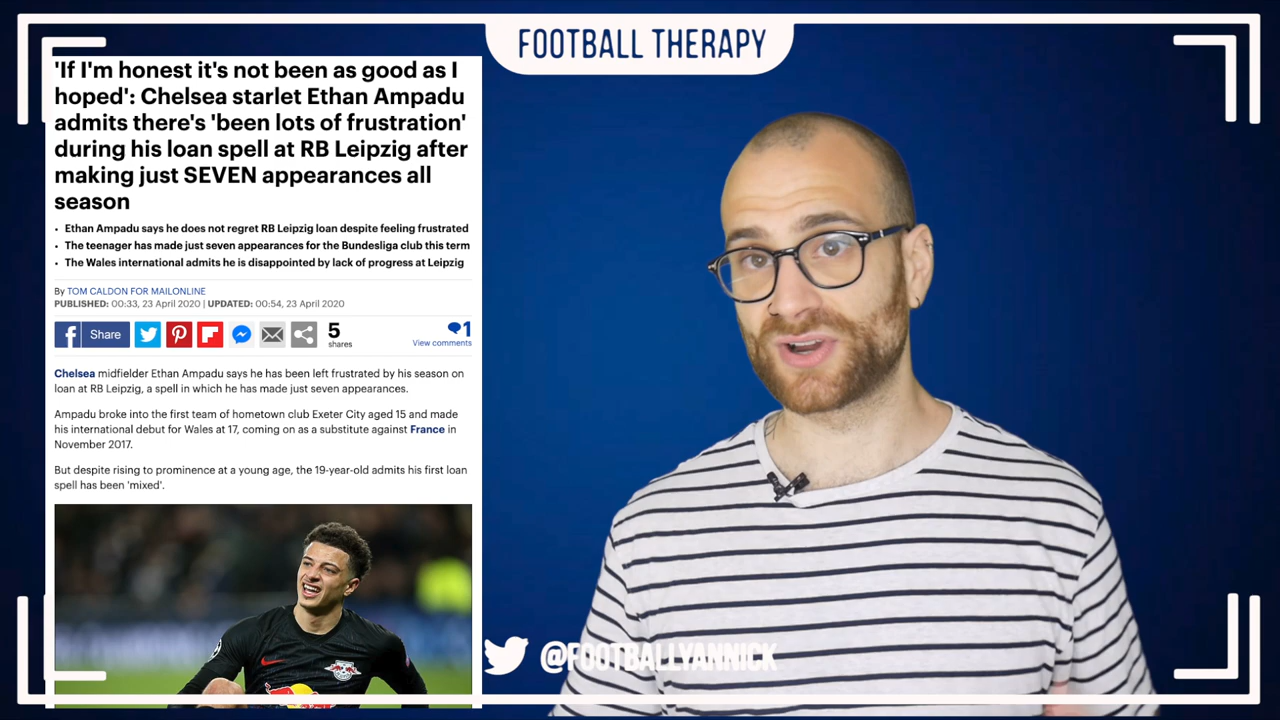 FOOTBALL THERAPY
'If I'm honest it's not been as good as I
hoped': Chelsea starlet Ethan Ampadu
admits there's 'been lots of frustration'
during his loan spell at RB Leipzig after
making just SEVEN appearances all
season
• Ethan Ampadu says he does not regret RB Leipzig loan despite feeling frustrated
• The teenager has made just seven appearances for the Bundesliga club this term
• The Wales international admits he is disappointed by lack of progress at Leipzig
By TOM CALDON FOR MAILONLINE
PUBLISHED: 00:33, 23 April 2020 | UPDATED: 00:54, 23 April 2020
f Share
5
shares
1
View comments
Chelsea midfielder Ethan Ampadu says he has been left frustrated by his season on
loan at RB Leipzig, a spell in which he has made just seven appearances.
Ampadu broke into the first team of hometown club Exeter City aged 15 and made
his international debut for Wales at 17, coming on as a substitute against France in
November 2017.
But despite rising to prominence at a young age, the 19-year-old admits his first loan
spell has been 'mixed'.
@FOOTBALLYANNICK